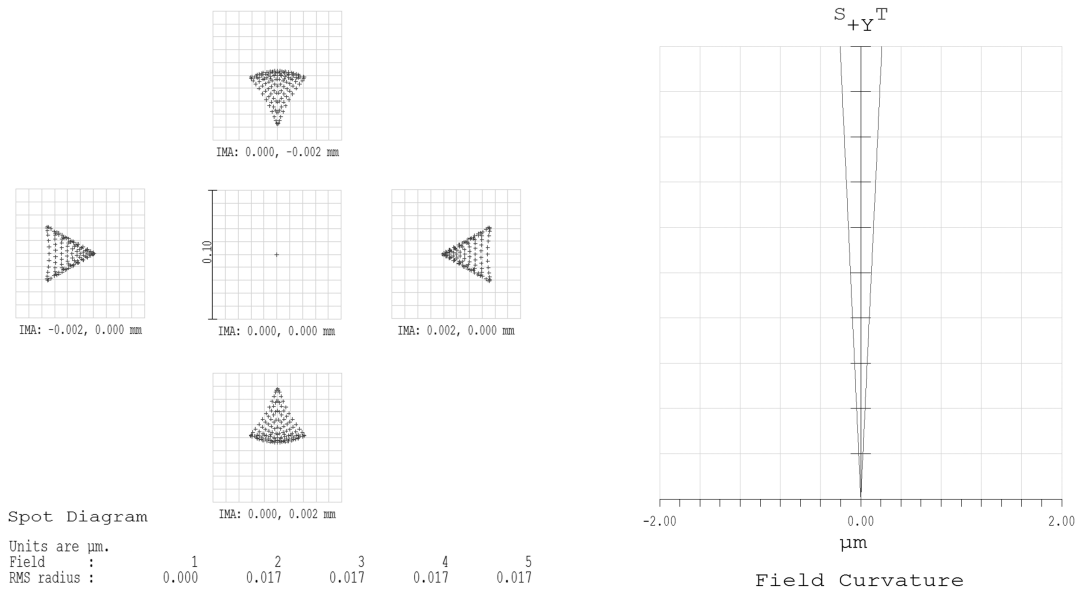 S +Y T
IMA: 0.000, -0.002 mm
0.10
IMA: -0.002, 0.000 mm
IMA: 0.000, 0.000 mm
IMA: 0.002, 0.000 mm
IMA: 0.000, 0.002 mm
Spot Diagram
Units are µm.
Field : 1 2 3 4 5
RMS radius : 0.000 0.017 0.017 0.017 0.017
-2.00 0.00 2.00
µm
Field Curvature